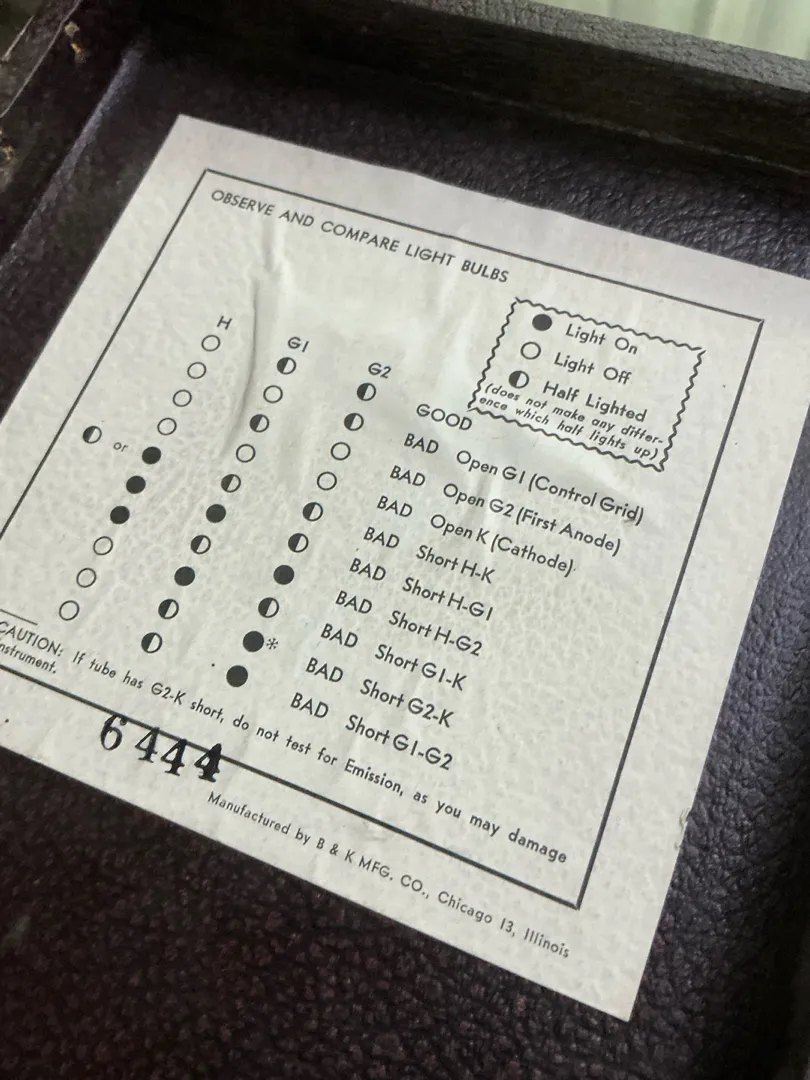 OBSERVE AND COMPARE LIGHT BULBS
● Light On
○ Light Off
◐ Half Lighted
(does not make any differ-
ence which half lights up)
H G1 G2
○ ◐ ◐ GOOD
○ ○ ◐ BAD Open G1 (Control Grid)
○ ◐ ○ BAD Open G2 (First Anode)
○ ○ ○ BAD Open K (Cathode)
◐ or ● ◐ ◐ BAD Short H-K
● ● ◐ BAD Short H-G1
● ◐ ● BAD Short H-G2
○ ● ◐ BAD Short G1-K
○ ◐ ●* BAD Short G2-K
○ ◐ ● BAD Short G1-G2
CAUTION: If tube has G2-K short, do not test for Emission, as you may damage
nstrument.
6444
Manufactured by B & K MFG. CO., Chicago 13, Illinois